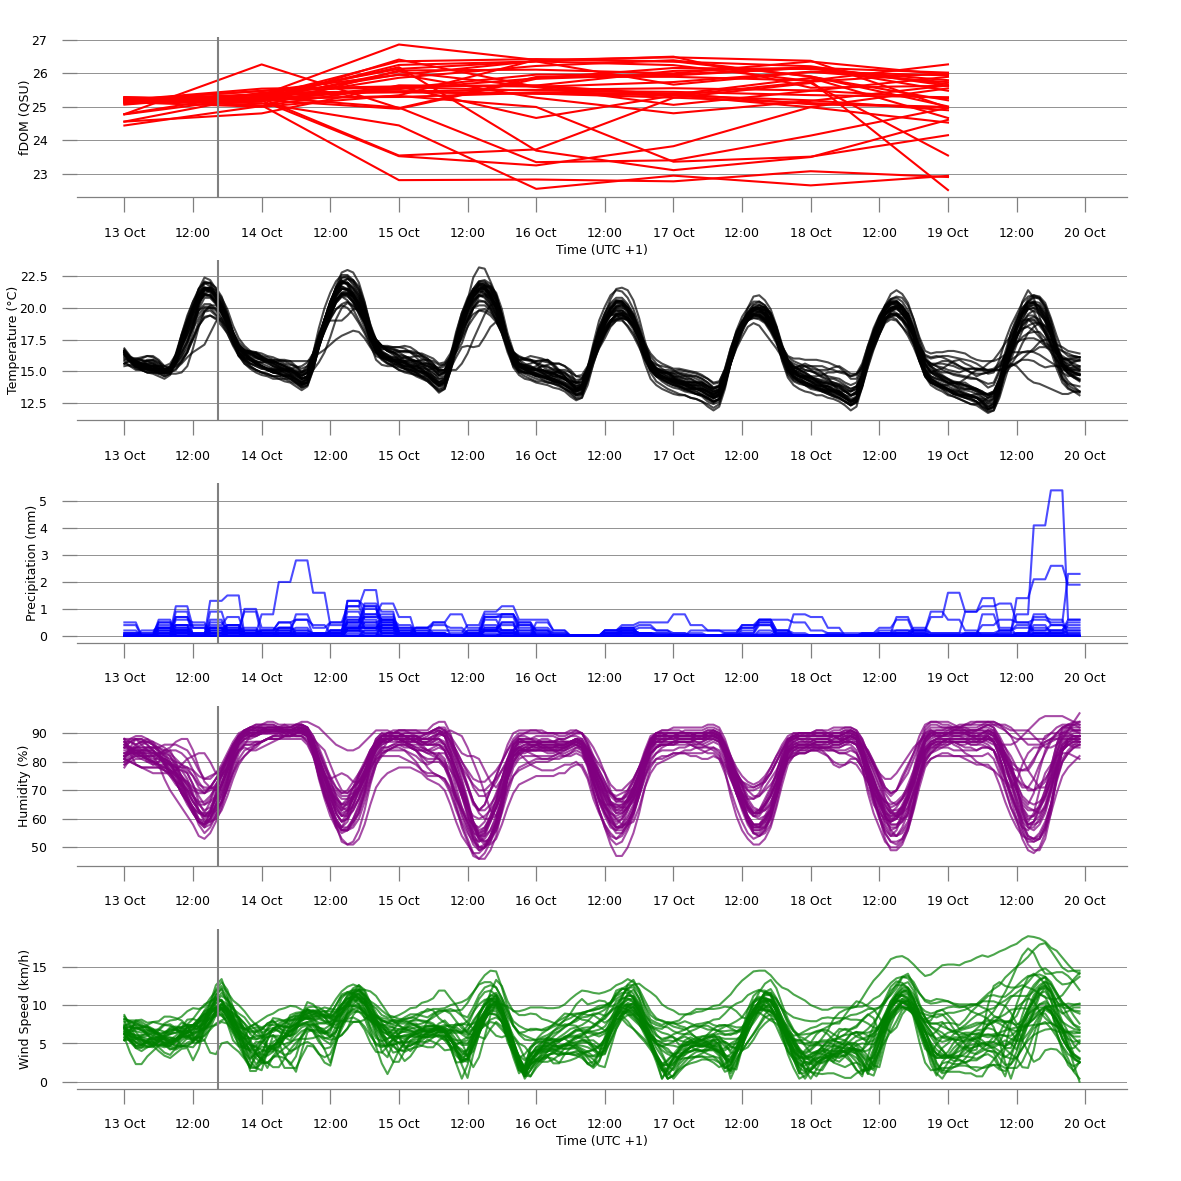 fDOM (QSU)
27
26
25
24
23
13 Oct 12:00 14 Oct 12:00 15 Oct 12:00 16 Oct 12:00 17 Oct 12:00 18 Oct 12:00 19 Oct 12:00 20 Oct
Time (UTC +1)
Temperature (°C)
22.5
20.0
17.5
15.0
12.5
13 Oct 12:00 14 Oct 12:00 15 Oct 12:00 16 Oct 12:00 17 Oct 12:00 18 Oct 12:00 19 Oct 12:00 20 Oct
Precipitation (mm)
5
4
3
2
1
0
13 Oct 12:00 14 Oct 12:00 15 Oct 12:00 16 Oct 12:00 17 Oct 12:00 18 Oct 12:00 19 Oct 12:00 20 Oct
Humidity (%)
90
80
70
60
50
13 Oct 12:00 14 Oct 12:00 15 Oct 12:00 16 Oct 12:00 17 Oct 12:00 18 Oct 12:00 19 Oct 12:00 20 Oct
Wind Speed (km/h)
15
10
5
0
13 Oct 12:00 14 Oct 12:00 15 Oct 12:00 16 Oct 12:00 17 Oct 12:00 18 Oct 12:00 19 Oct 12:00 20 Oct
Time (UTC +1)